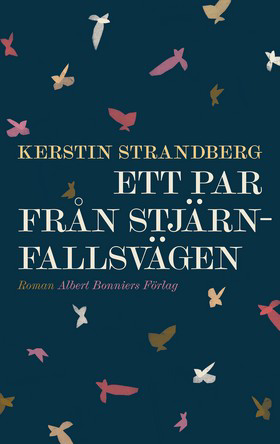 KERSTIN STRANDBERG
ETT PAR
FRÅN STJÄRN-
FALLSVÄGEN
Roman Albert Bonniers Förlag